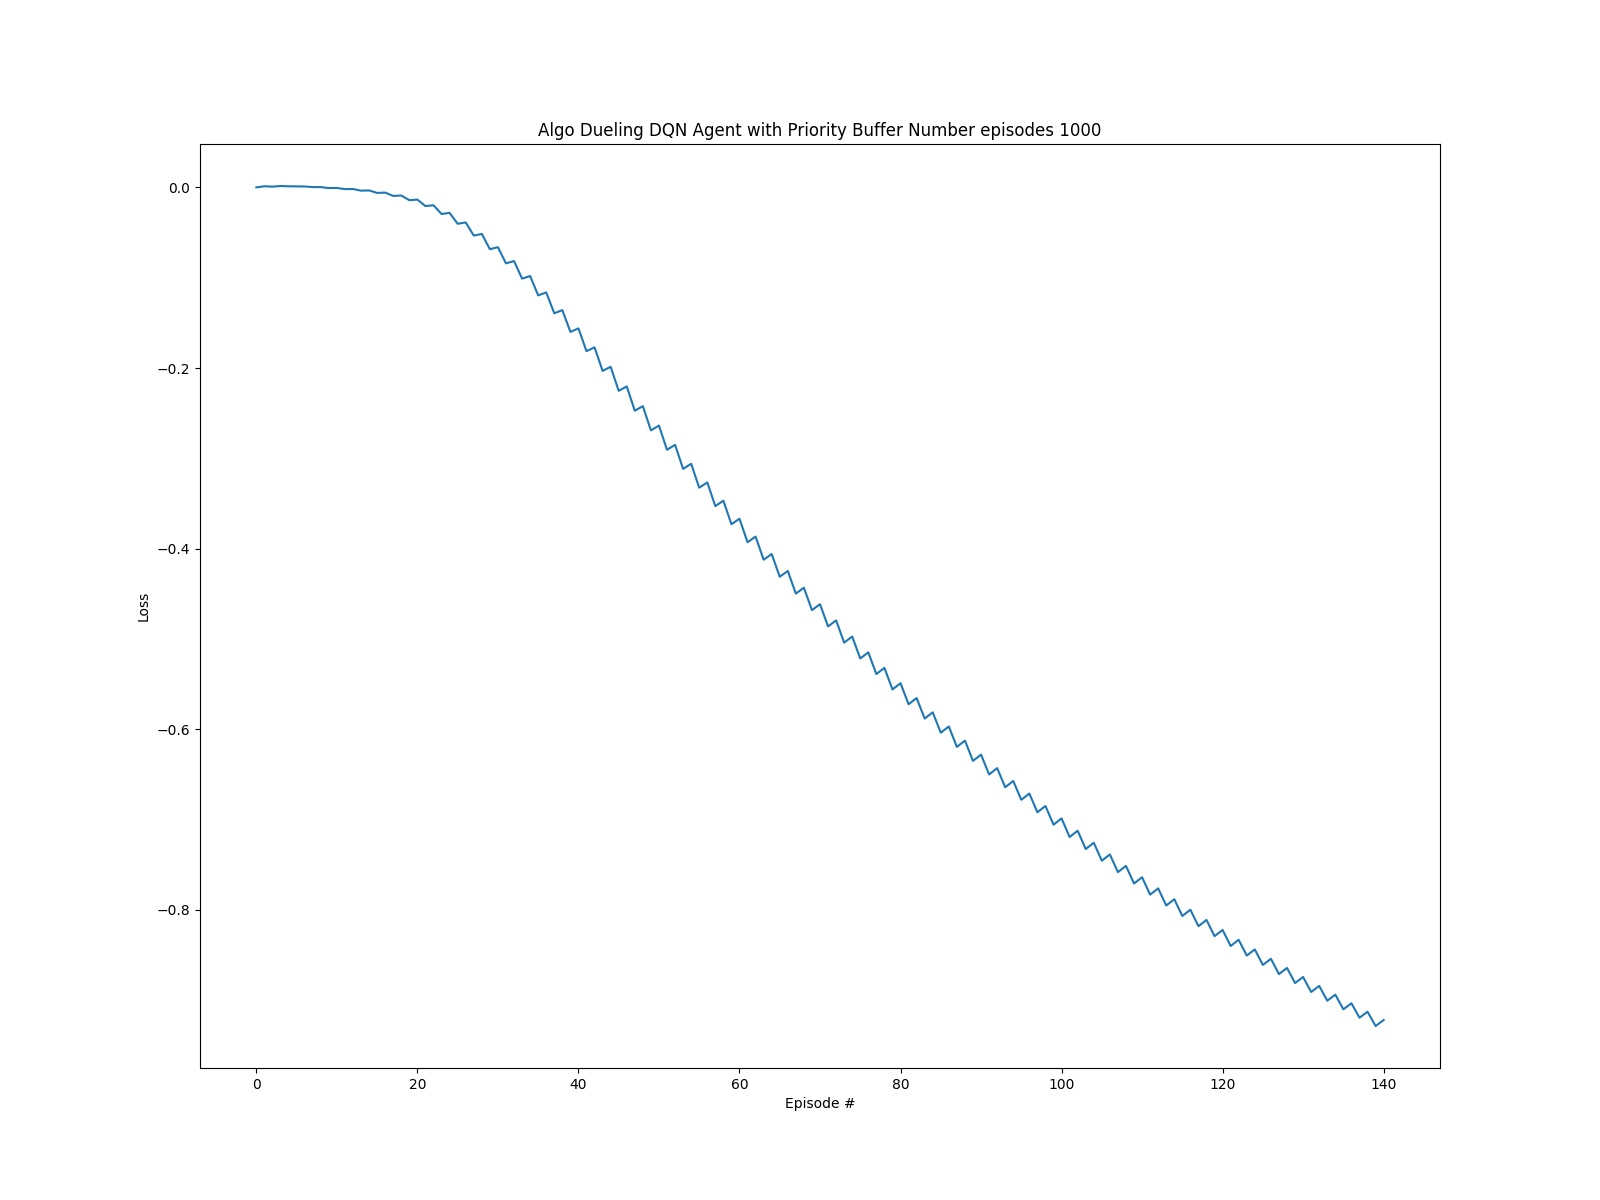 Algo Dueling DQN Agent with Priority Buffer Number episodes 1000
0.0
−0.2
−0.4
−0.6
−0.8
Loss
0 20 40 60 80 100 120 140
Episode #